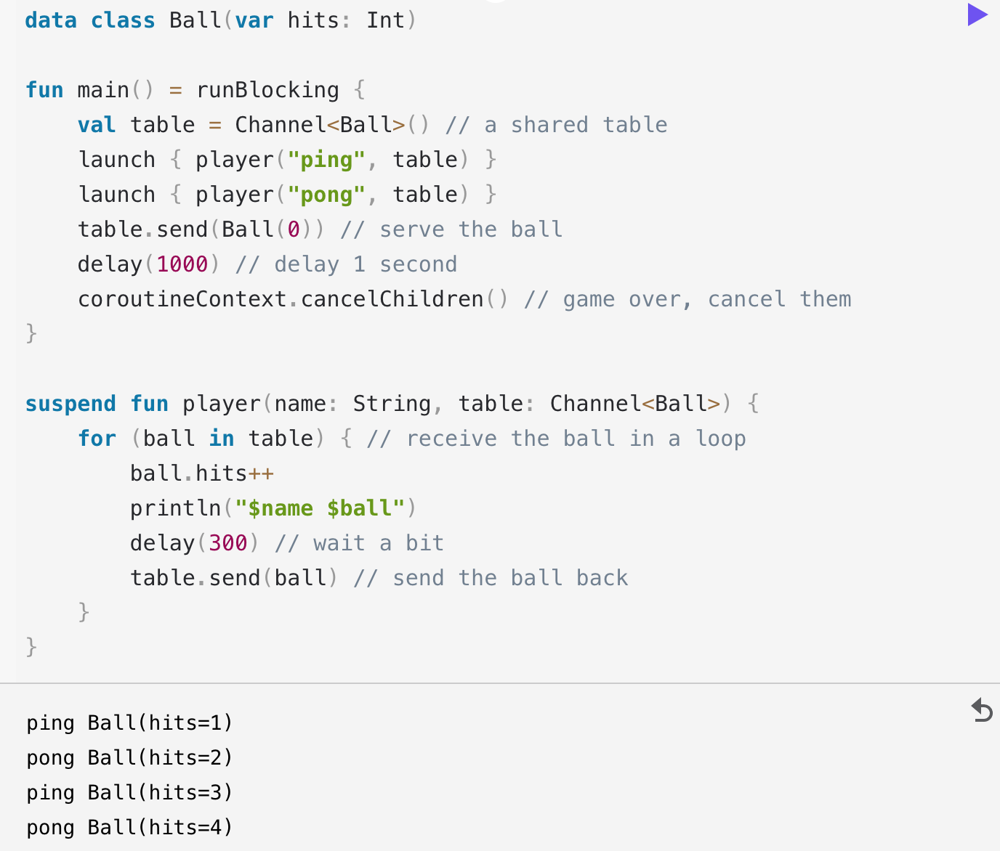 data class Ball(var hits: Int)
fun main() = runBlocking {
    val table = Channel<Ball>() // a shared table
    launch { player("ping", table) }
    launch { player("pong", table) }
    table.send(Ball(0)) // serve the ball
    delay(1000) // delay 1 second
    coroutineContext.cancelChildren() // game over, cancel them
}
suspend fun player(name: String, table: Channel<Ball>) {
    for (ball in table) { // receive the ball in a loop
        ball.hits++
        println("$name $ball")
        delay(300) // wait a bit
        table.send(ball) // send the ball back
    }
}
ping Ball(hits=1)
pong Ball(hits=2)
ping Ball(hits=3)
pong Ball(hits=4)